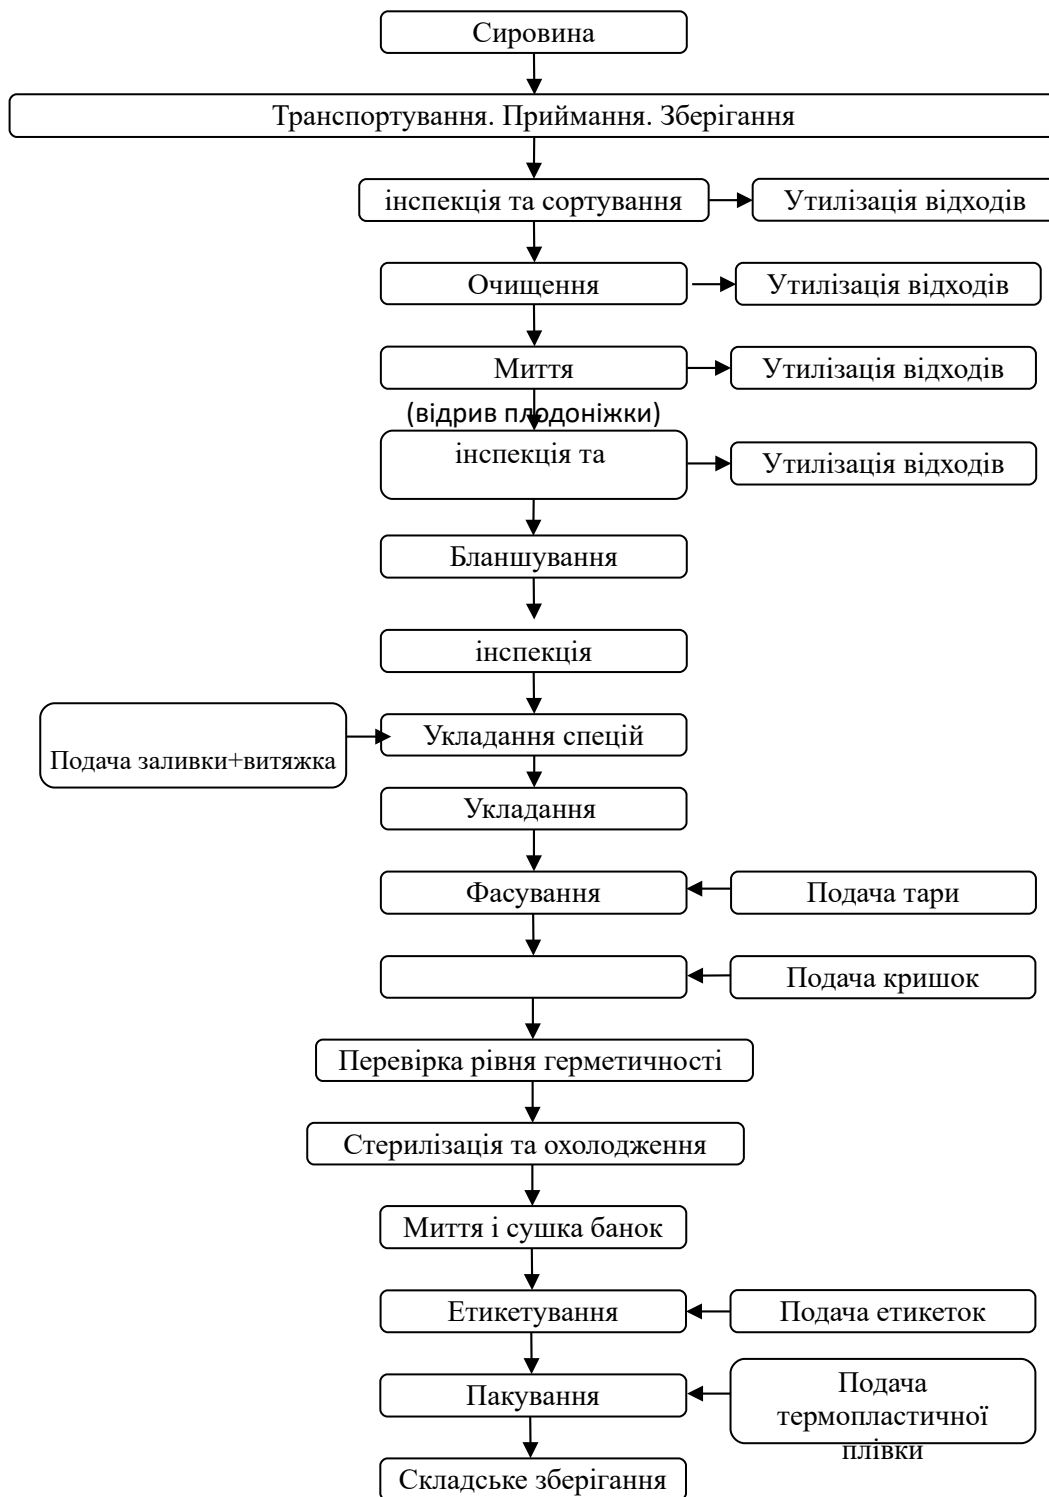 Сировина
Транспортування. Приймання. Зберігання
інспекція та сортування
Утилізація відходів
Очищення
Утилізація відходів
Миття
Утилізація відходів
(відрив плодоніжки)
інспекція та
Утилізація відходів
Бланшування
інспекція
Подача заливки+витяжка
Укладання спецій
Укладання
Фасування
Подача тари
Подача кришок
Перевірка рівня герметичності
Стерилізація та охолодження
Миття і сушка банок
Етикетування
Подача етикеток
Пакування
Подача
термопластичної
плівки
Складське зберігання